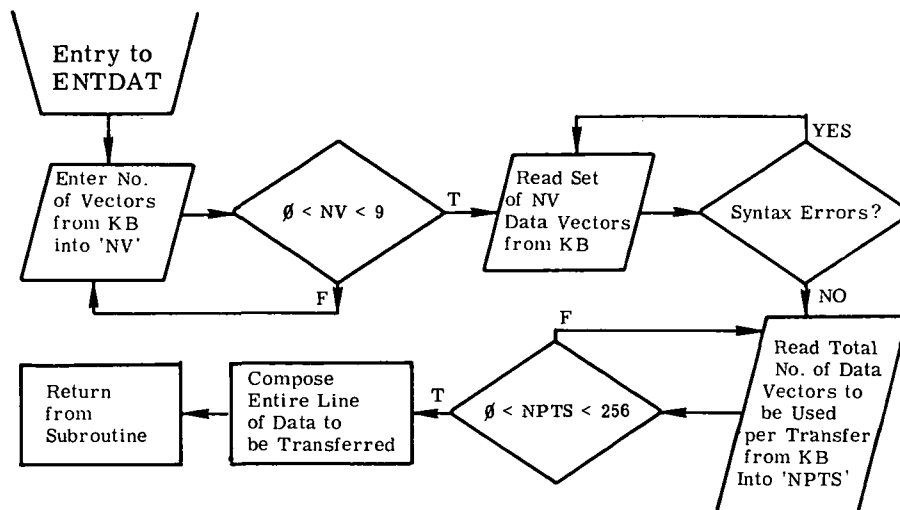 Entry to
ENTDAT
Enter No.
of Vectors
from KB
into 'NV'
Ø < NV < 9
T
F
Read Set
of NV
Data Vectors
from KB
YES
Syntax Errors?
NO
Read Total
No. of Data
Vectors to
be Used
per Transfer
from KB
Into 'NPTS'
F
Ø < NPTS < 256
T
Compose
Entire Line
of Data to
be Transferred
Return
from
Subroutine